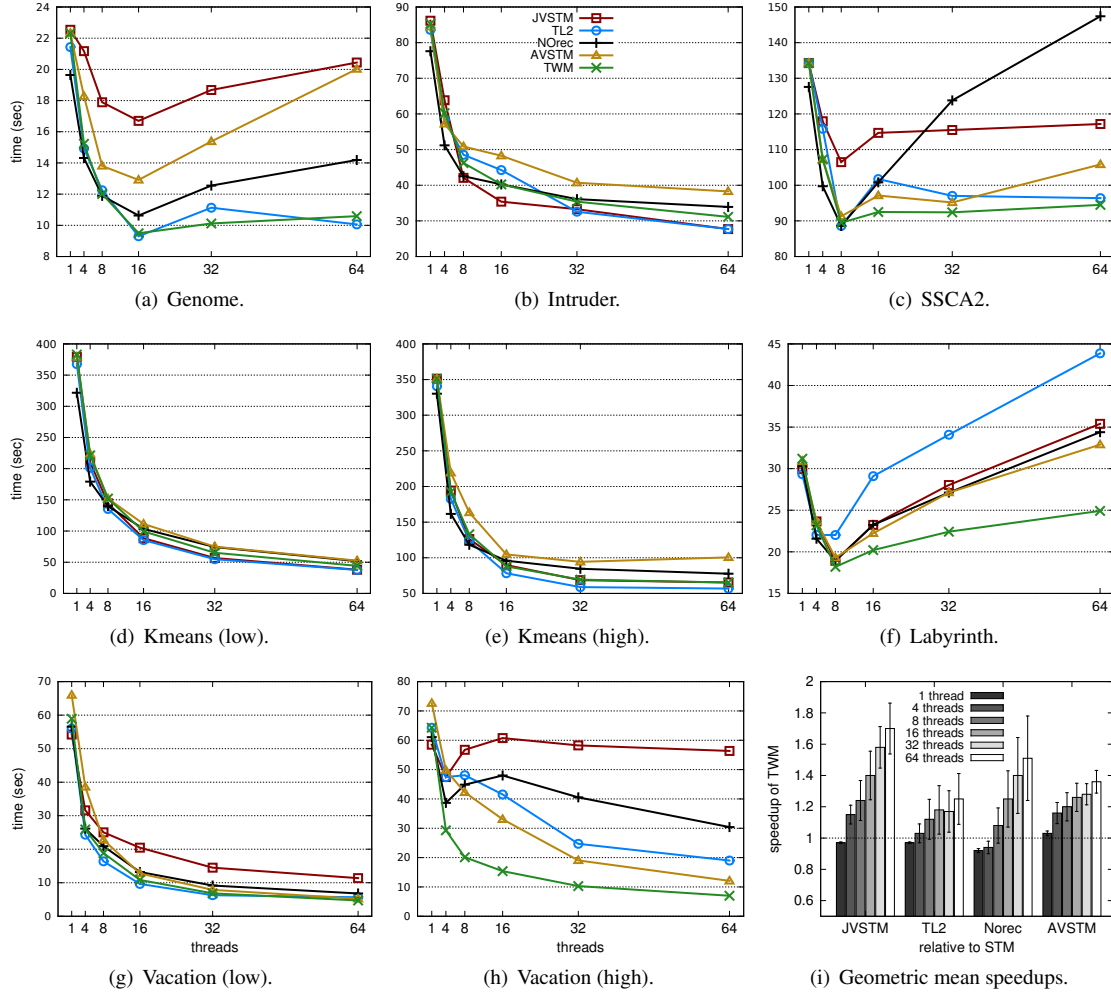 24
22
20
18
16
14
12
10
8
time (sec)
1 4 8 16 32 64
(a) Genome.
90
80
70
60
50
40
30
20
JVSTM
TL2
NOrec
AVSTM
TWM
1 4 8 16 32 64
(b) Intruder.
150
140
130
120
110
100
90
80
1 4 8 16 32 64
(c) SSCA2.
400
350
300
250
200
150
100
50
0
time (sec)
1 4 8 16 32 64
(d) Kmeans (low).
400
350
300
250
200
150
100
50
1 4 8 16 32 64
(e) Kmeans (high).
45
40
35
30
25
20
15
1 4 8 16 32 64
(f) Labyrinth.
70
60
50
40
30
20
10
0
time (sec)
1 4 8 16 32 64
threads
(g) Vacation (low).
80
70
60
50
40
30
20
10
0
1 4 8 16 32 64
threads
(h) Vacation (high).
2
1.8
1.6
1.4
1.2
1
0.8
0.6
speedup of TWM
1 thread
4 threads
8 threads
16 threads
32 threads
64 threads
JVSTM TL2 Norec AVSTM
relative to STM
(i) Geometric mean speedups.